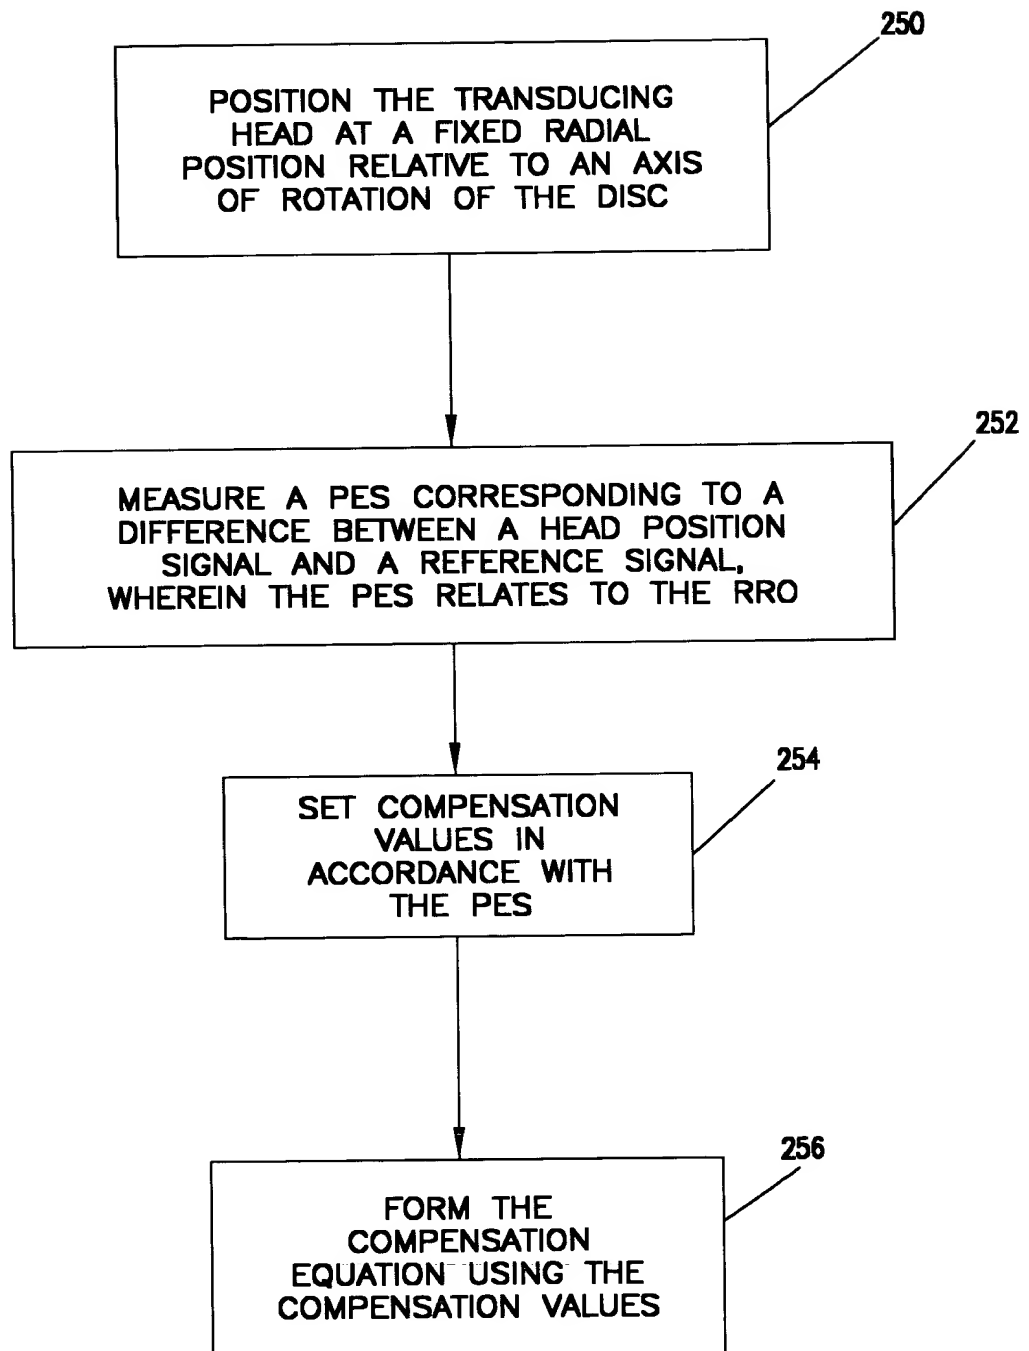 250
POSITION THE TRANSDUCING
HEAD AT A FIXED RADIAL
POSITION RELATIVE TO AN AXIS
OF ROTATION OF THE DISC
252
MEASURE A PES CORRESPONDING TO A
DIFFERENCE BETWEEN A HEAD POSITION
SIGNAL AND A REFERENCE SIGNAL,
WHEREIN THE PES RELATES TO THE RRO
254
SET COMPENSATION
VALUES IN
ACCORDANCE WITH
THE PES
256
FORM THE
COMPENSATION
EQUATION USING THE
COMPENSATION VALUES